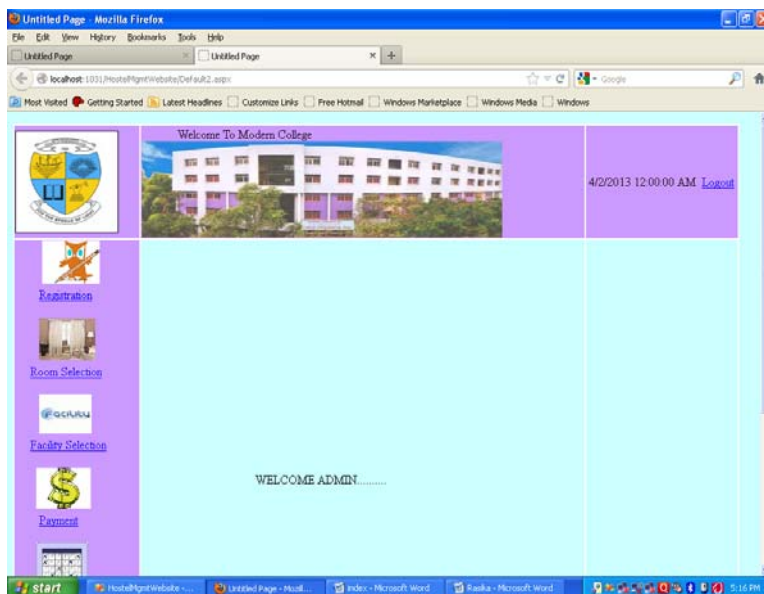 Untitled Page - Mozilla Firefox
File Edit View History Bookmarks Tools Help
Untitled Page
Untitled Page
localhost:1031/HostelMgntWebsite/Default2.aspx
Google
Most Visited Getting Started Latest Headlines Customize Links Free Hotmail Windows Marketplace Windows Media Windows
Welcome To Modern College
4/2/2013 12:00:00 AM Logout
Registration
Room Selection
Facility
Facility Selection
WELCOME ADMIN.........
Payment
start
HostelMgntWebsite -...
Untitled Page - Mozil...
index - Microsoft Word
Rasika - Microsoft Word
5:16 PM